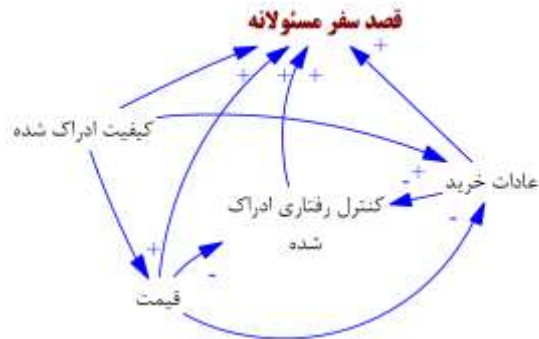 قصد سفر مسئولانه
+
+ + +
کیفیت ادراک شده
- +
عادات خرید
کنترل رفتاری ادراک
شده
-
+
-
قیمت